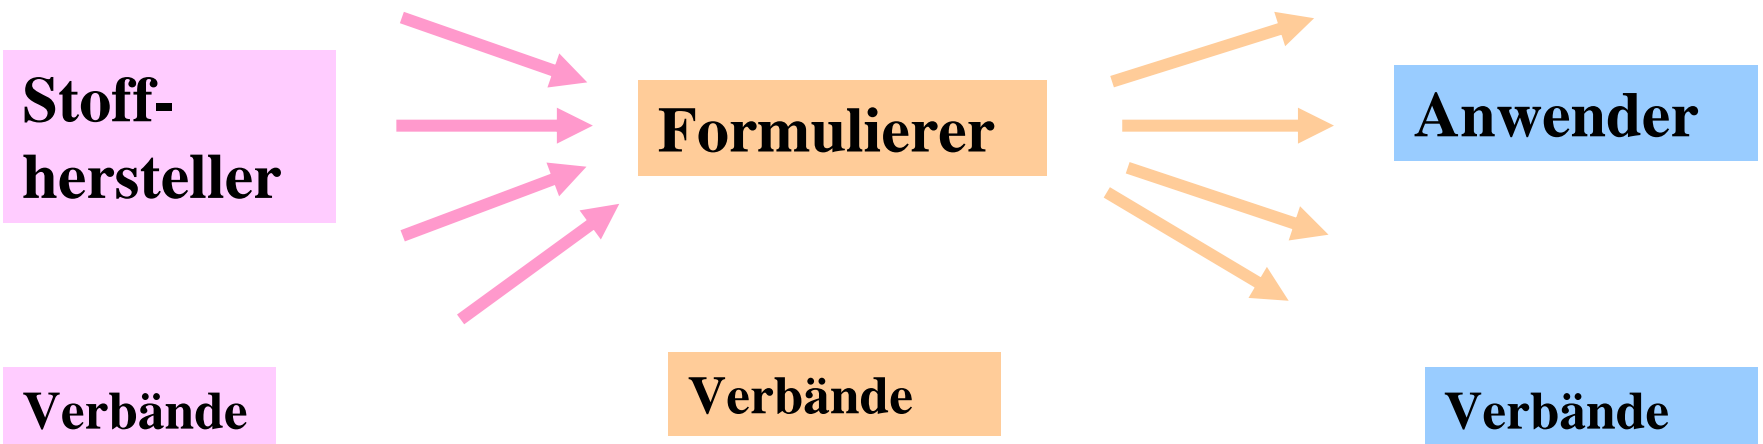 Stoff-
hersteller
Formulierer
Anwender
Verbände
Verbände
Verbände